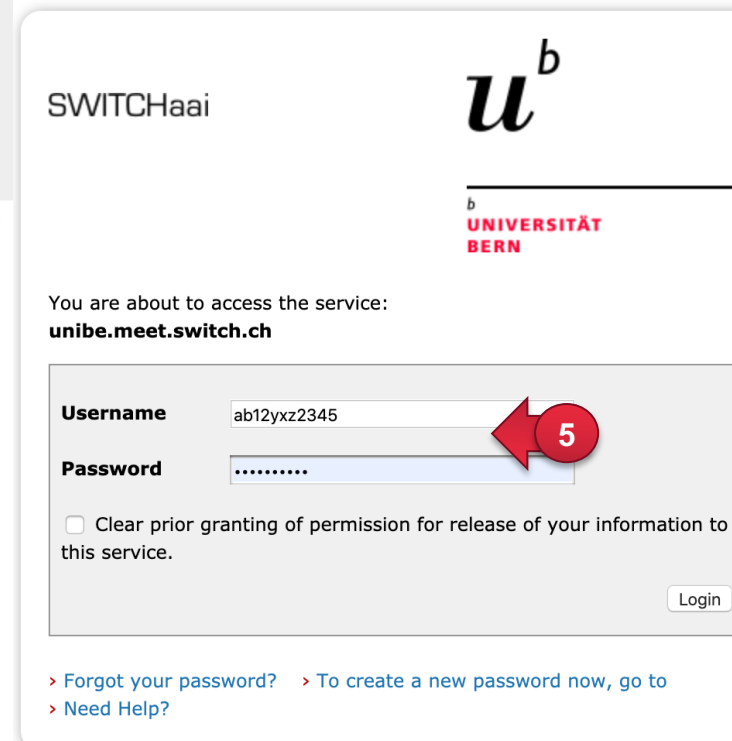 SWITCHaai
u
b
b
UNIVERSITÄT
BERN
You are about to access the service:
unibe.meet.switch.ch
Username ab12yxz2345
5
Password ••••••••••
Clear prior granting of permission for release of your information to
this service.
Login
› Forgot your password? › To create a new password now, go to
› Need Help?